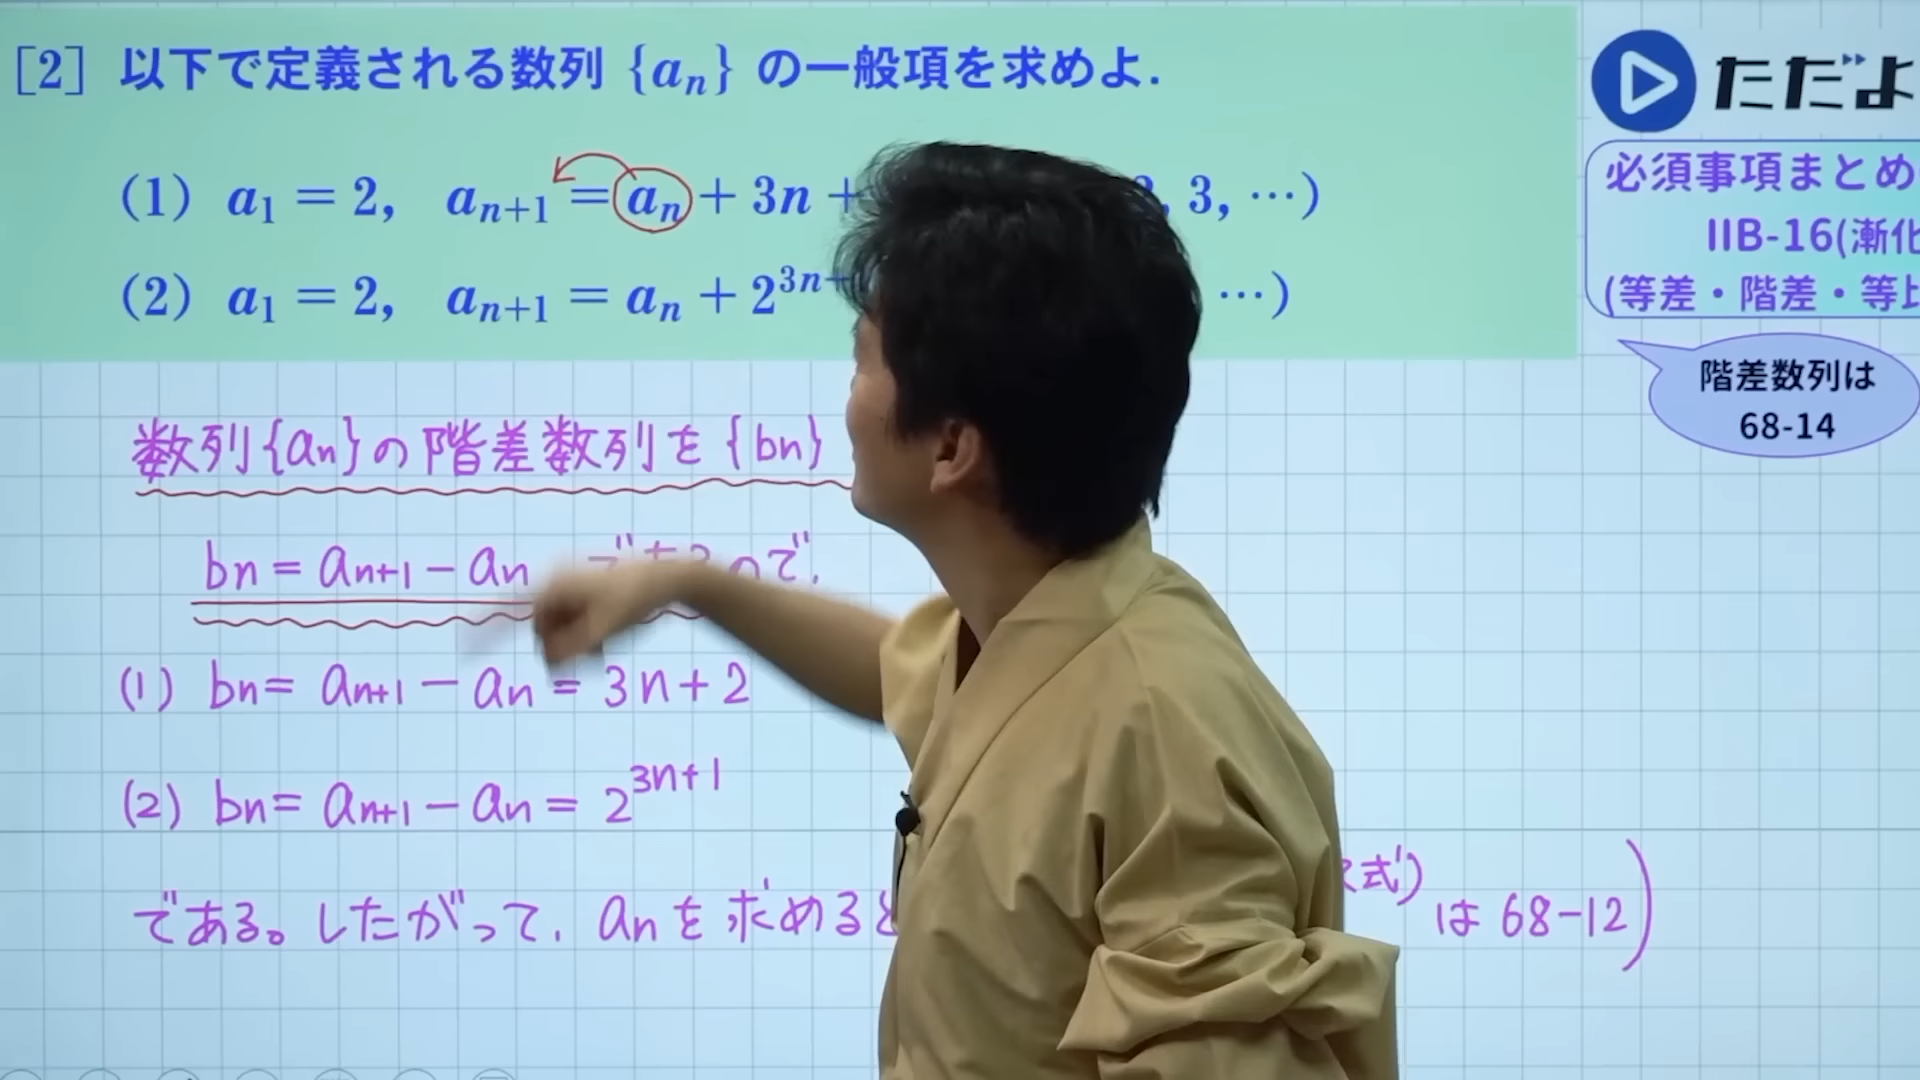 [2] 以下で定義される数列 {aₙ} の一般項を求めよ.
(1) a₁ = 2, aₙ₊₁ = aₙ + 3n + , 3, …)
(2) a₁ = 2, aₙ₊₁ = aₙ + 2³ⁿ …)
ただよ
必須事項まとめ
IIB-16(漸化
(等差・階差・等比
階差数列は
68-14
数列{aₙ}の階差数列を{bₙ}
bₙ = aₙ₊₁ − aₙ ので,
(1) bₙ = aₙ₊₁ − aₙ = 3n + 2
(2) bₙ = aₙ₊₁ − aₙ = 2³ⁿ⁺¹
である。したがって, aₙを求めると
式)
は 68-12)